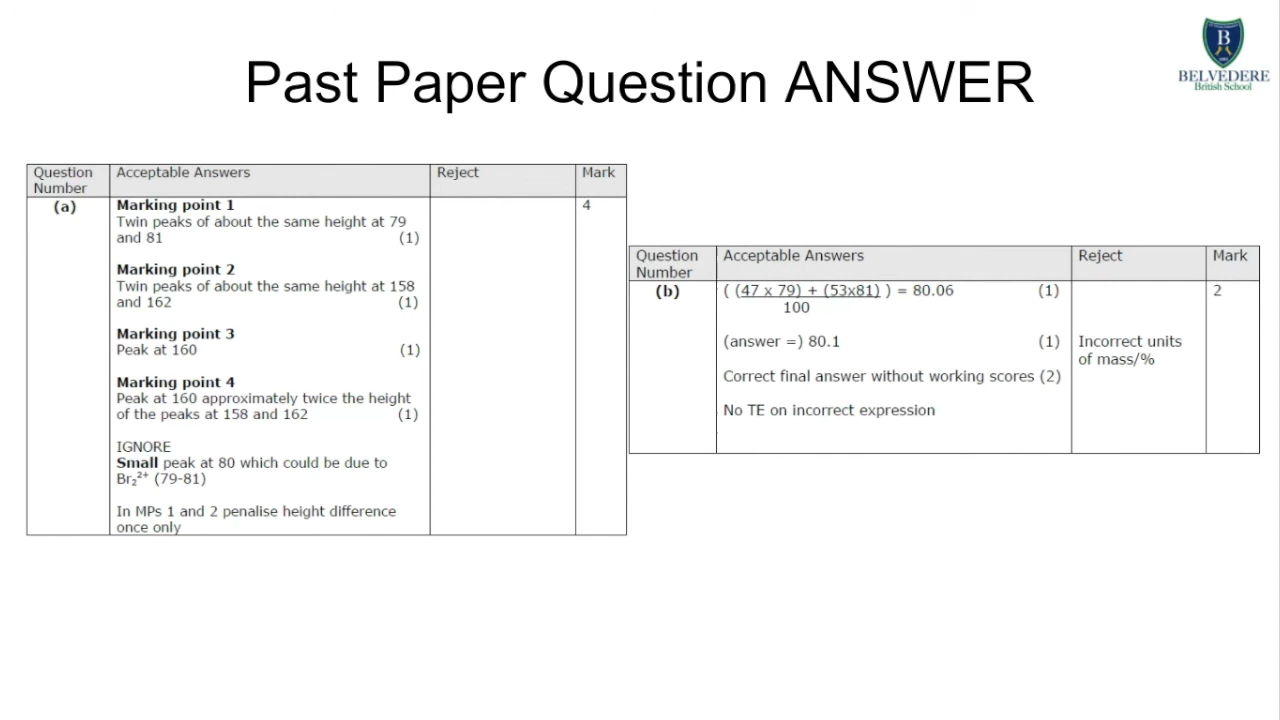 Past Paper Question ANSWER
B
BELVEDERE
British School
Question Number
Acceptable Answers
Reject
Mark
(a)
Marking point 1
Twin peaks of about the same height at 79
and 81 (1)
Marking point 2
Twin peaks of about the same height at 158
and 162 (1)
Marking point 3
Peak at 160 (1)
Marking point 4
Peak at 160 approximately twice the height
of the peaks at 158 and 162 (1)
IGNORE
Small peak at 80 which could be due to
Br₂²⁺ (79-81)
In MPs 1 and 2 penalise height difference
once only
4
Question Number
Acceptable Answers
Reject
Mark
(b)
( (47 x 79) + (53x81) ) = 80.06 (1)
100
(answer =) 80.1 (1)
Correct final answer without working scores (2)
No TE on incorrect expression
Incorrect units
of mass/%
2